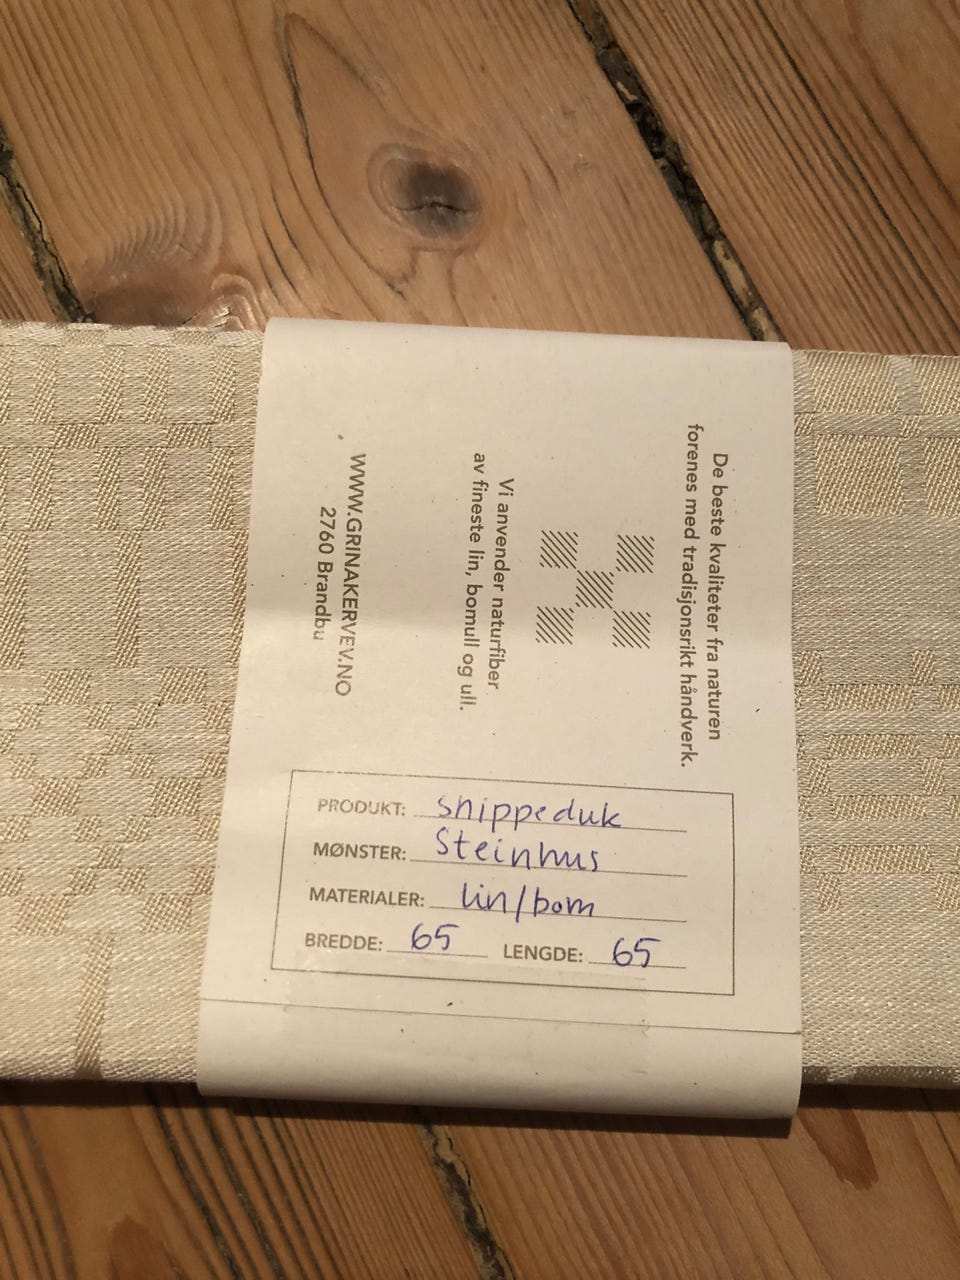 De beste kvaliteter fra naturen
forenes med tradisjonsrikt håndverk.
Vi anvender naturfiber
av fineste lin, bomull og ull.
WWW.GRINAKERVEV.NO
2760 Brandbu
PRODUKT: Snippeduk
MØNSTER: Steinhus
MATERIALER: lin/bom
BREDDE: 65 LENGDE: 65